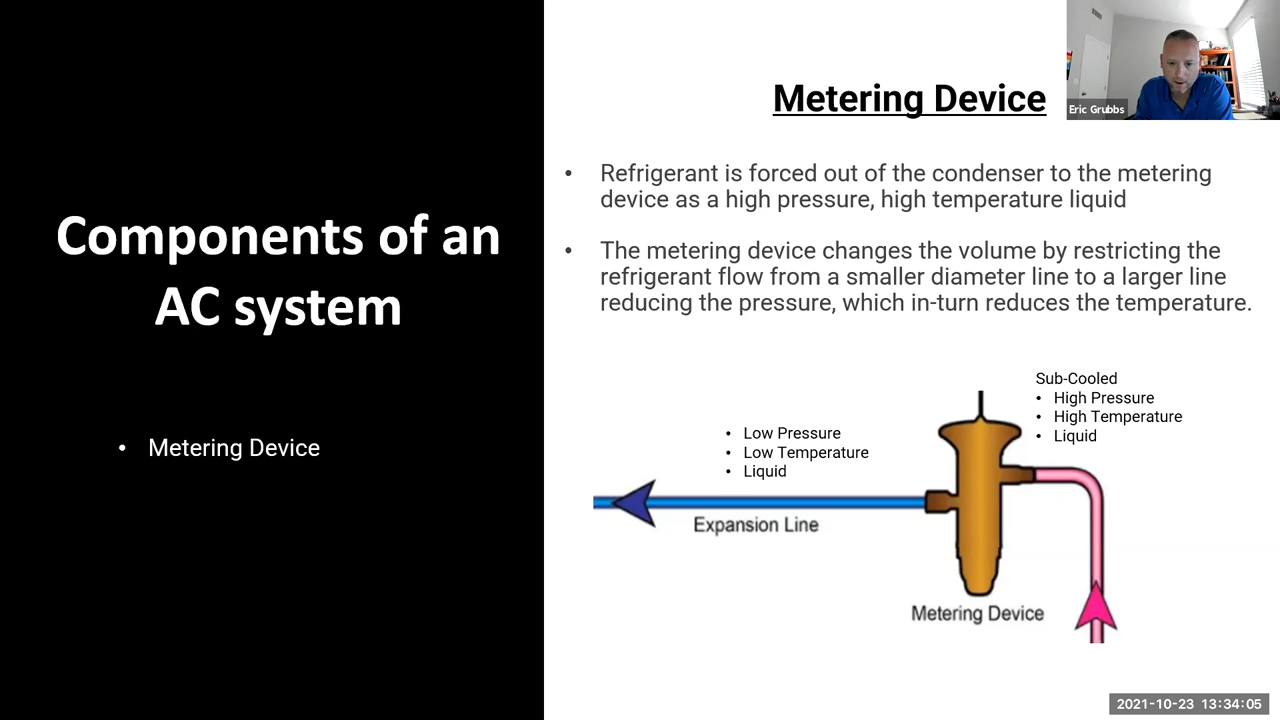 Components of an
AC system
• Metering Device
Metering Device
Eric Grubbs
• Refrigerant is forced out of the condenser to the metering
device as a high pressure, high temperature liquid
• The metering device changes the volume by restricting the
refrigerant flow from a smaller diameter line to a larger line
reducing the pressure, which in-turn reduces the temperature.
Sub-Cooled
• High Pressure
• High Temperature
• Liquid
• Low Pressure
• Low Temperature
• Liquid
Expansion Line
Metering Device
2021-10-23 13:34:05